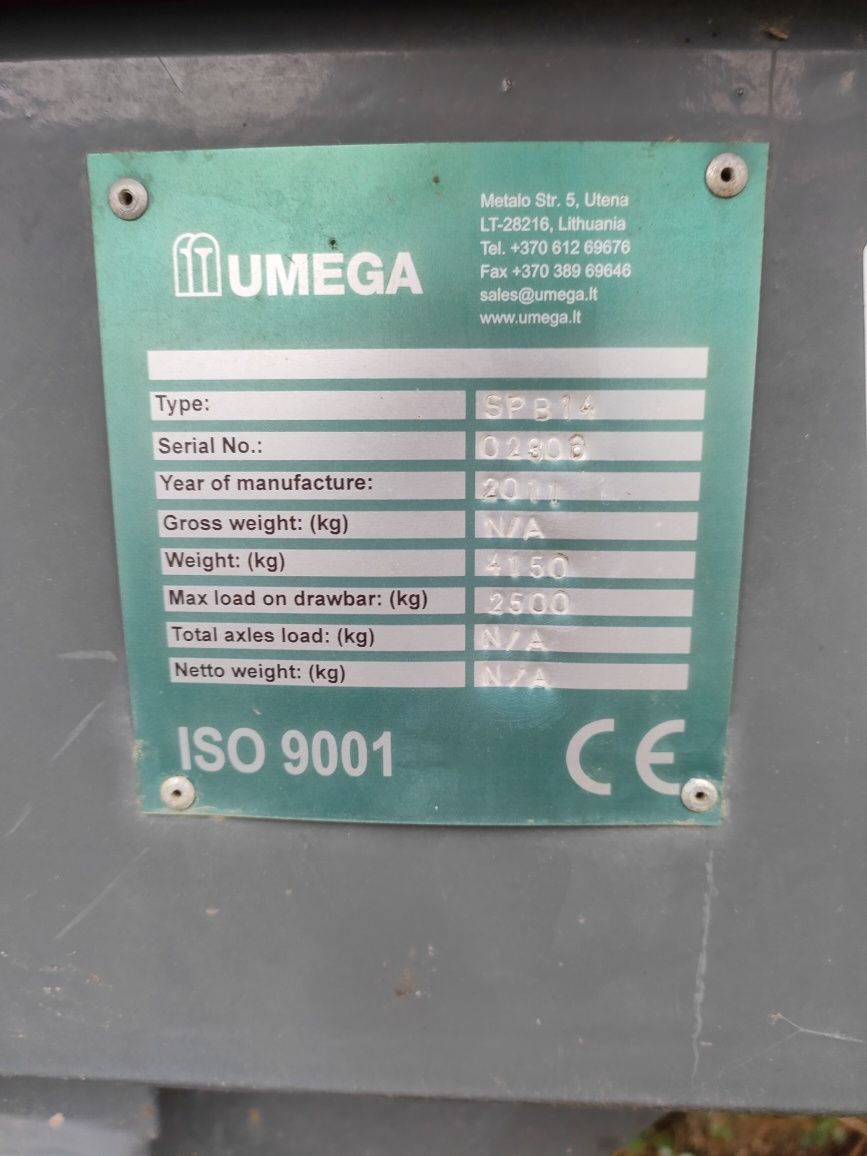 UMEGA
Metalo Str. 5, Utena
LT-28216, Lithuania
Tel. +370 612 69676
Fax +370 389 69646
sales@umega.lt
www.umega.lt
Type: SPB14
Serial No.:
Year of manufacture: 2011
Gross weight: (kg) N/A
Weight: (kg) 4150
Max load on drawbar: (kg) 2500
Total axles load: (kg) N/A
Netto weight: (kg) N/A
ISO 9001 CE